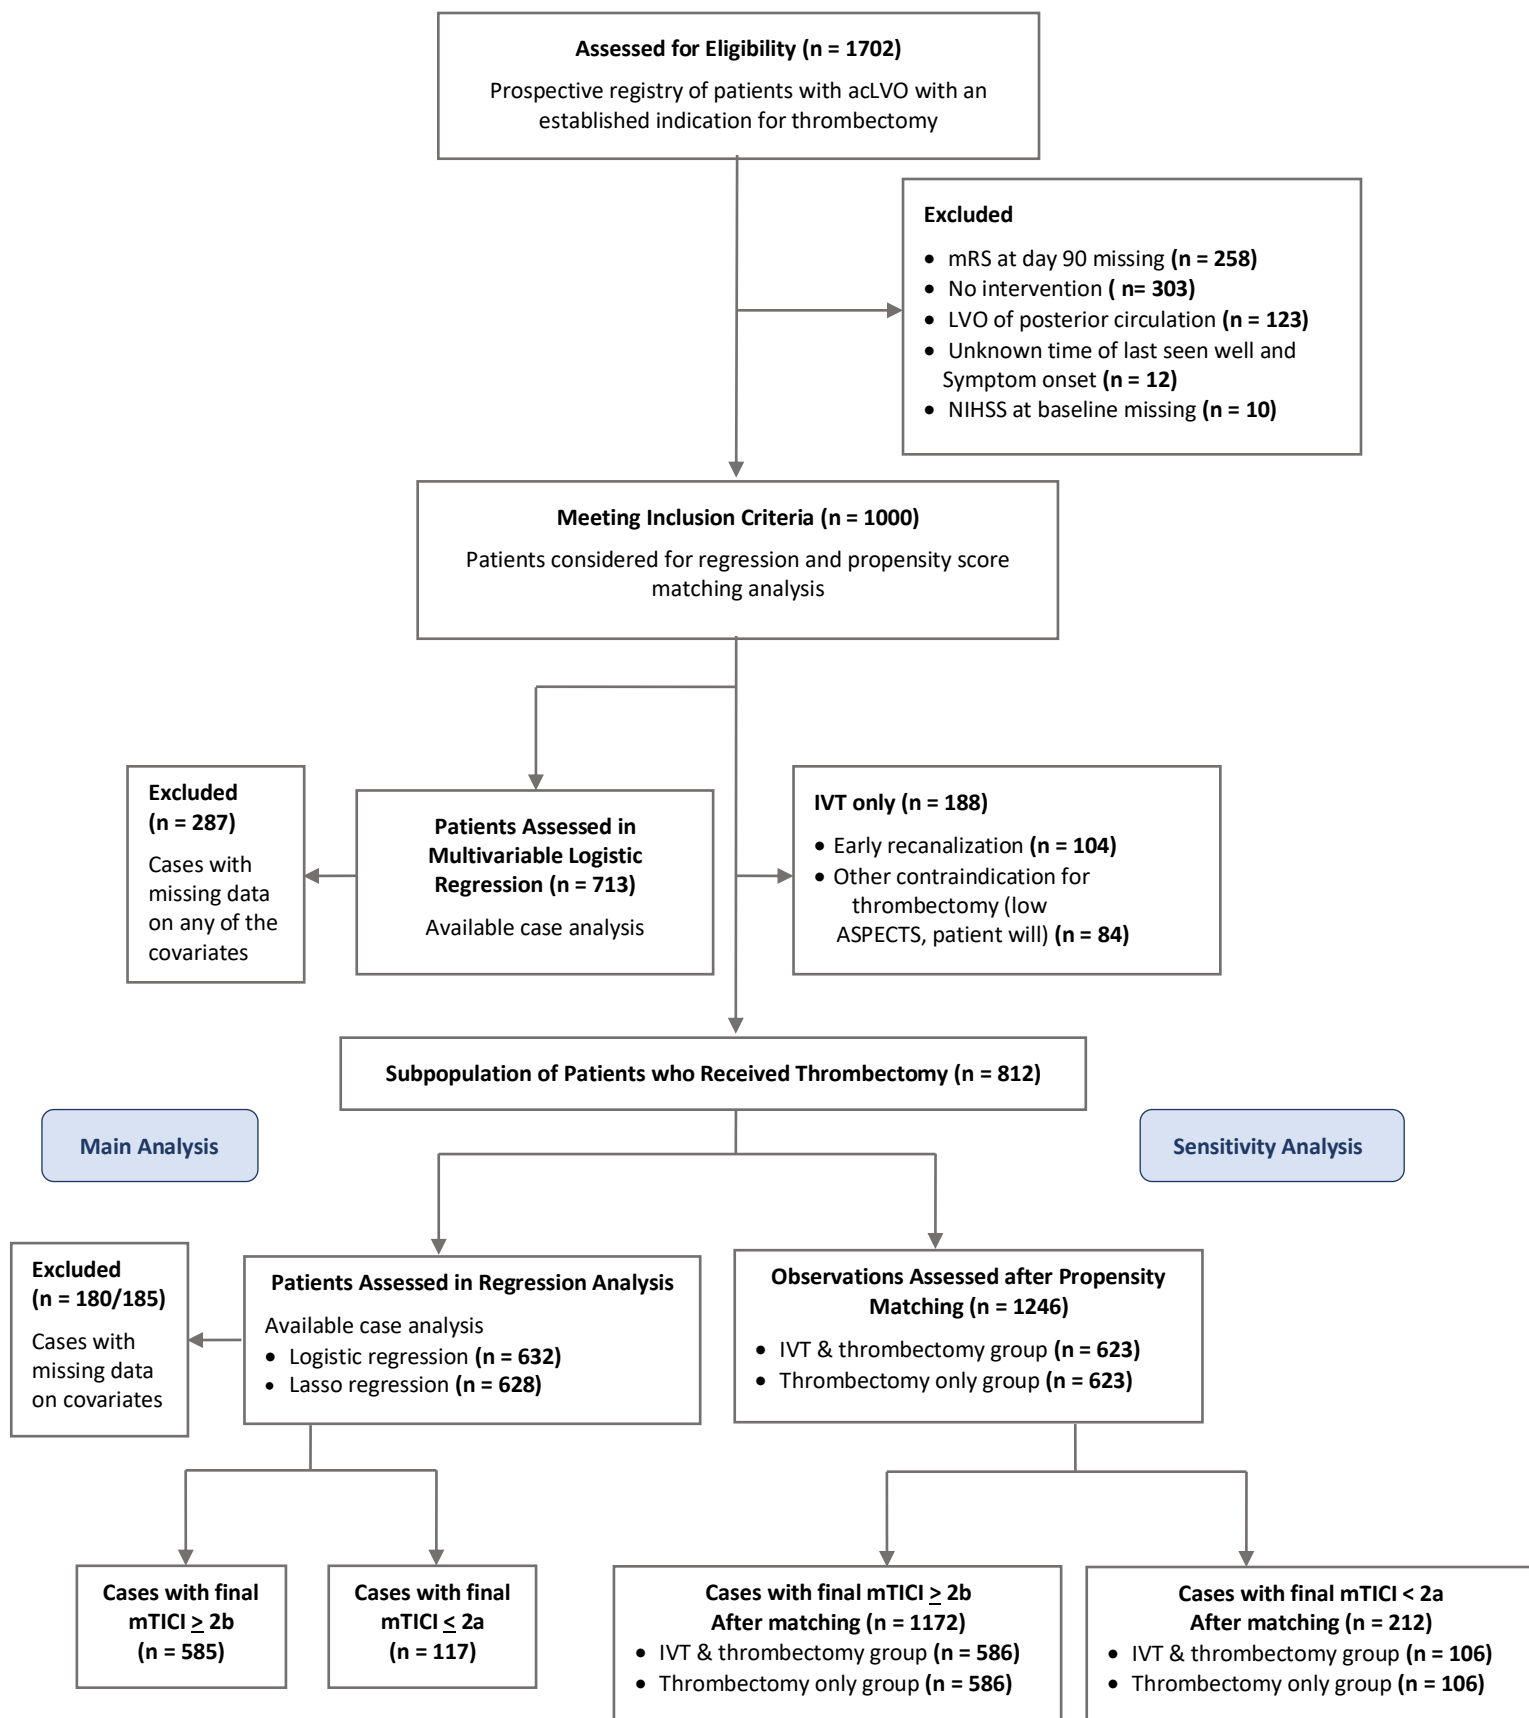 Assessed for Eligibility (n = 1702)
Prospective registry of patients with acLVO with an
established indication for thrombectomy
Excluded
• mRS at day 90 missing (n = 258)
• No intervention ( n= 303)
• LVO of posterior circulation (n = 123)
• Unknown time of last seen well and
Symptom onset (n = 12)
• NIHSS at baseline missing (n = 10)
Meeting Inclusion Criteria (n = 1000)
Patients considered for regression and propensity score
matching analysis
Excluded
(n = 287)
Cases with
missing data
on any of the
covariates
Patients Assessed in
Multivariable Logistic
Regression (n = 713)
Available case analysis
IVT only (n = 188)
• Early recanalization (n = 104)
• Other contraindication for
thrombectomy (low
ASPECTS, patient will) (n = 84)
Subpopulation of Patients who Received Thrombectomy (n = 812)
Main Analysis
Sensitivity Analysis
Excluded
(n = 180/185)
Cases with
missing data
on covariates
Patients Assessed in Regression Analysis
Available case analysis
• Logistic regression (n = 632)
• Lasso regression (n = 628)
Observations Assessed after Propensity
Matching (n = 1246)
• IVT & thrombectomy group (n = 623)
• Thrombectomy only group (n = 623)
Cases with final
mTICI ≥ 2b
(n = 585)
Cases with final
mTICI ≤ 2a
(n = 117)
Cases with final mTICI ≥ 2b
After matching (n = 1172)
• IVT & thrombectomy group (n = 586)
• Thrombectomy only group (n = 586)
Cases with final mTICI < 2a
After matching (n = 212)
• IVT & thrombectomy group (n = 106)
• Thrombectomy only group (n = 106)